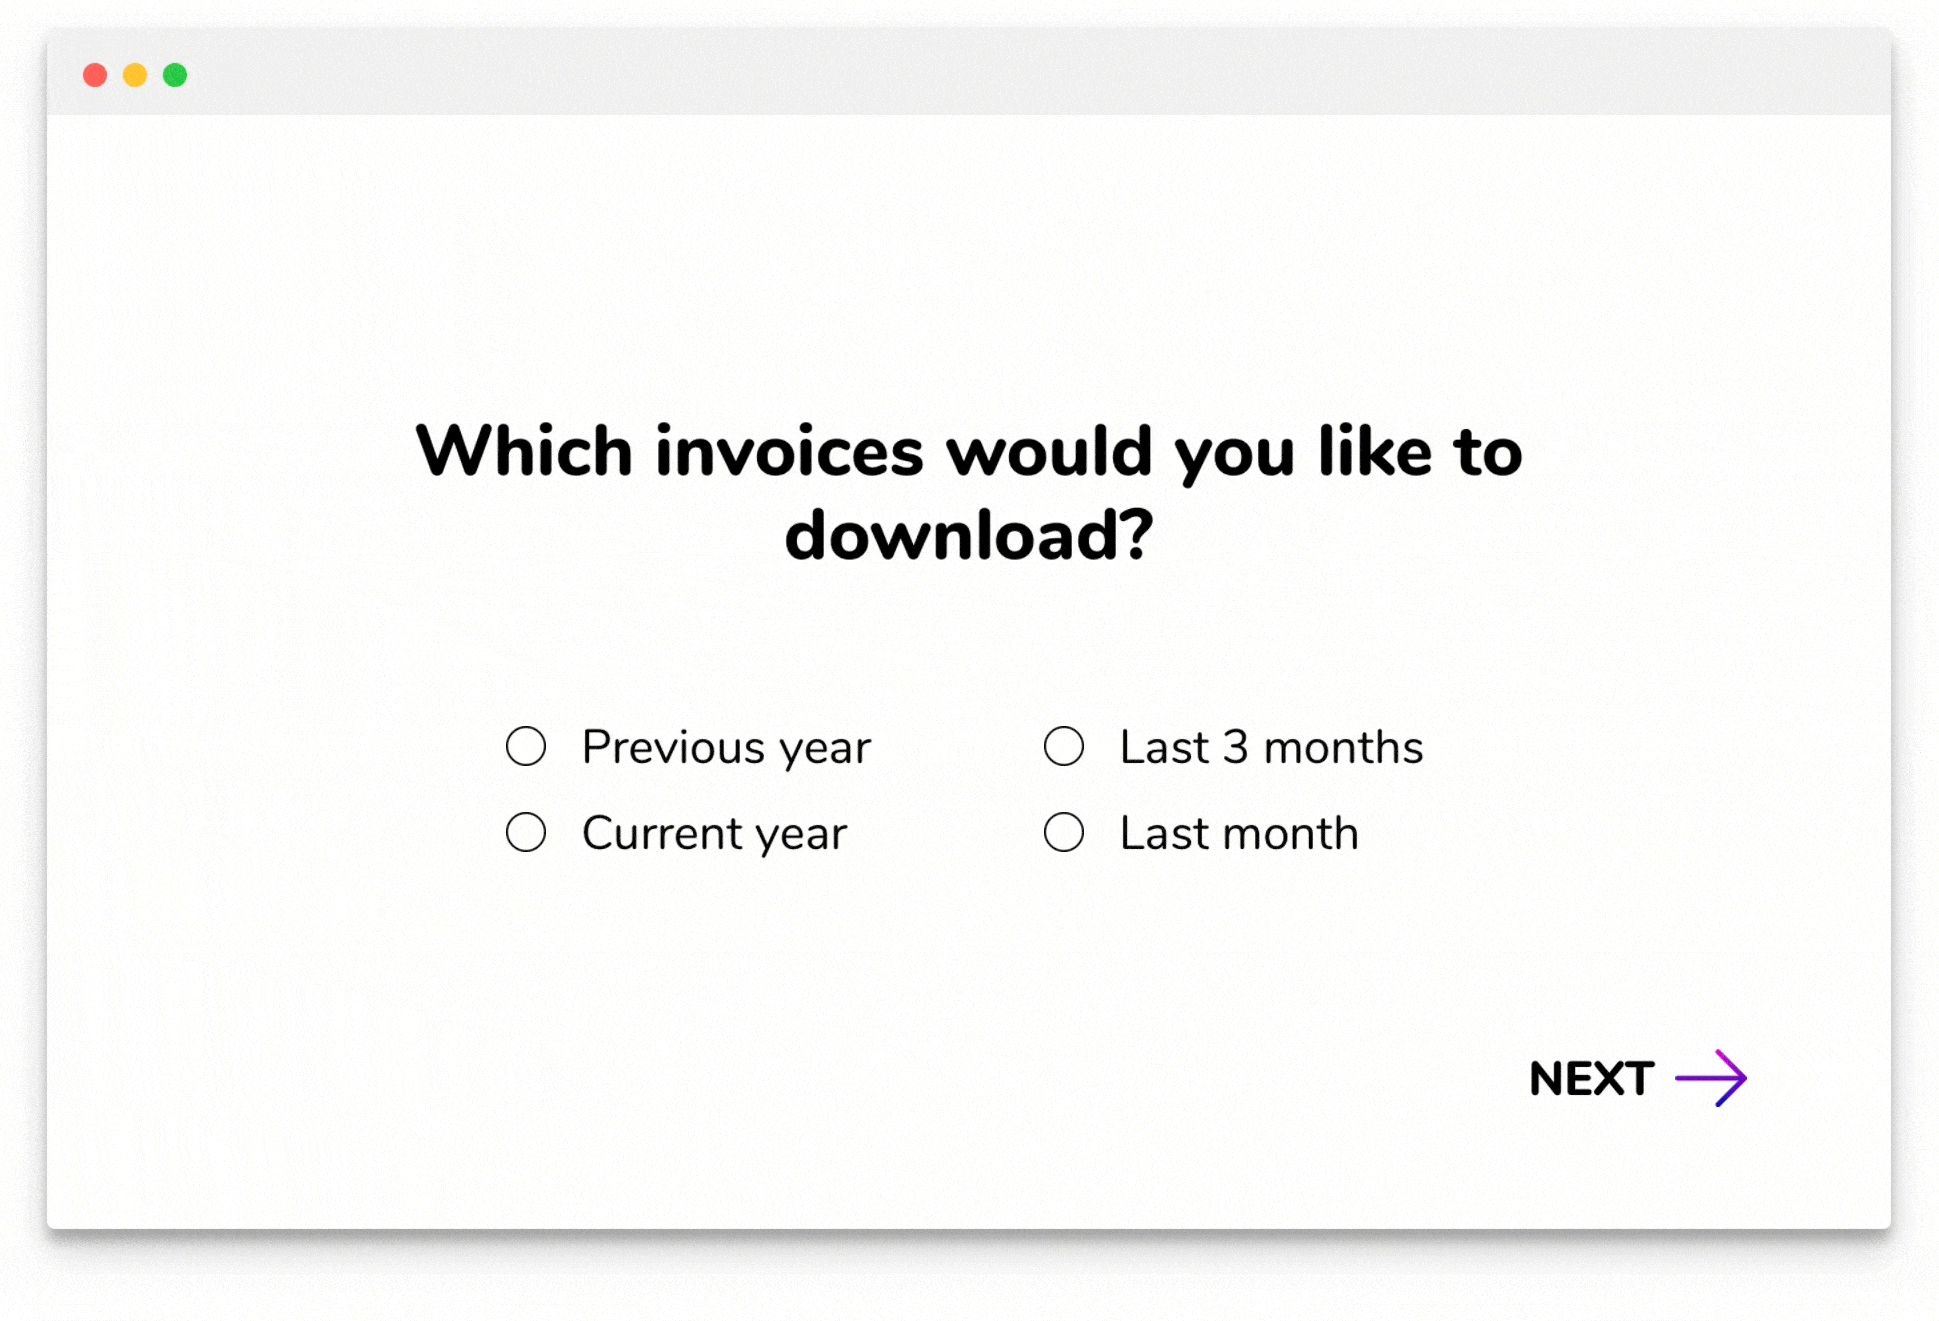 Which invoices would you like to
download?
Previous year
Last 3 months
Current year
Last month
NEXT